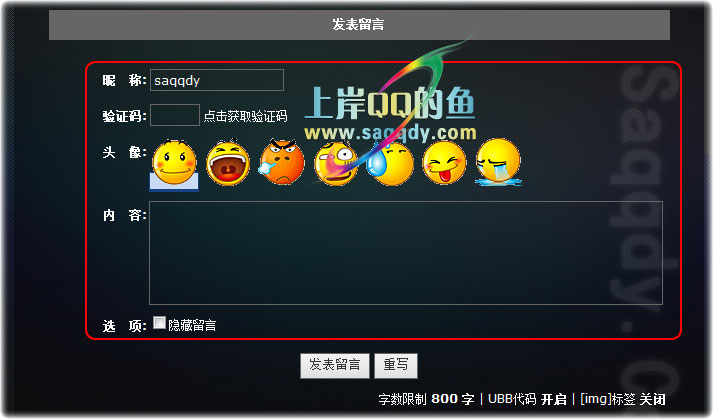 发表留言
昵 称: saqqdy
上岸QQ的鱼
www.saqqdy.com
验证码: 点击获取验证码
头 像:
内 容:
选 项: 隐藏留言
发表留言 重写
字数限制 800 字 | UBB代码 开启 | [img]标签 关闭
Saqqdy.C